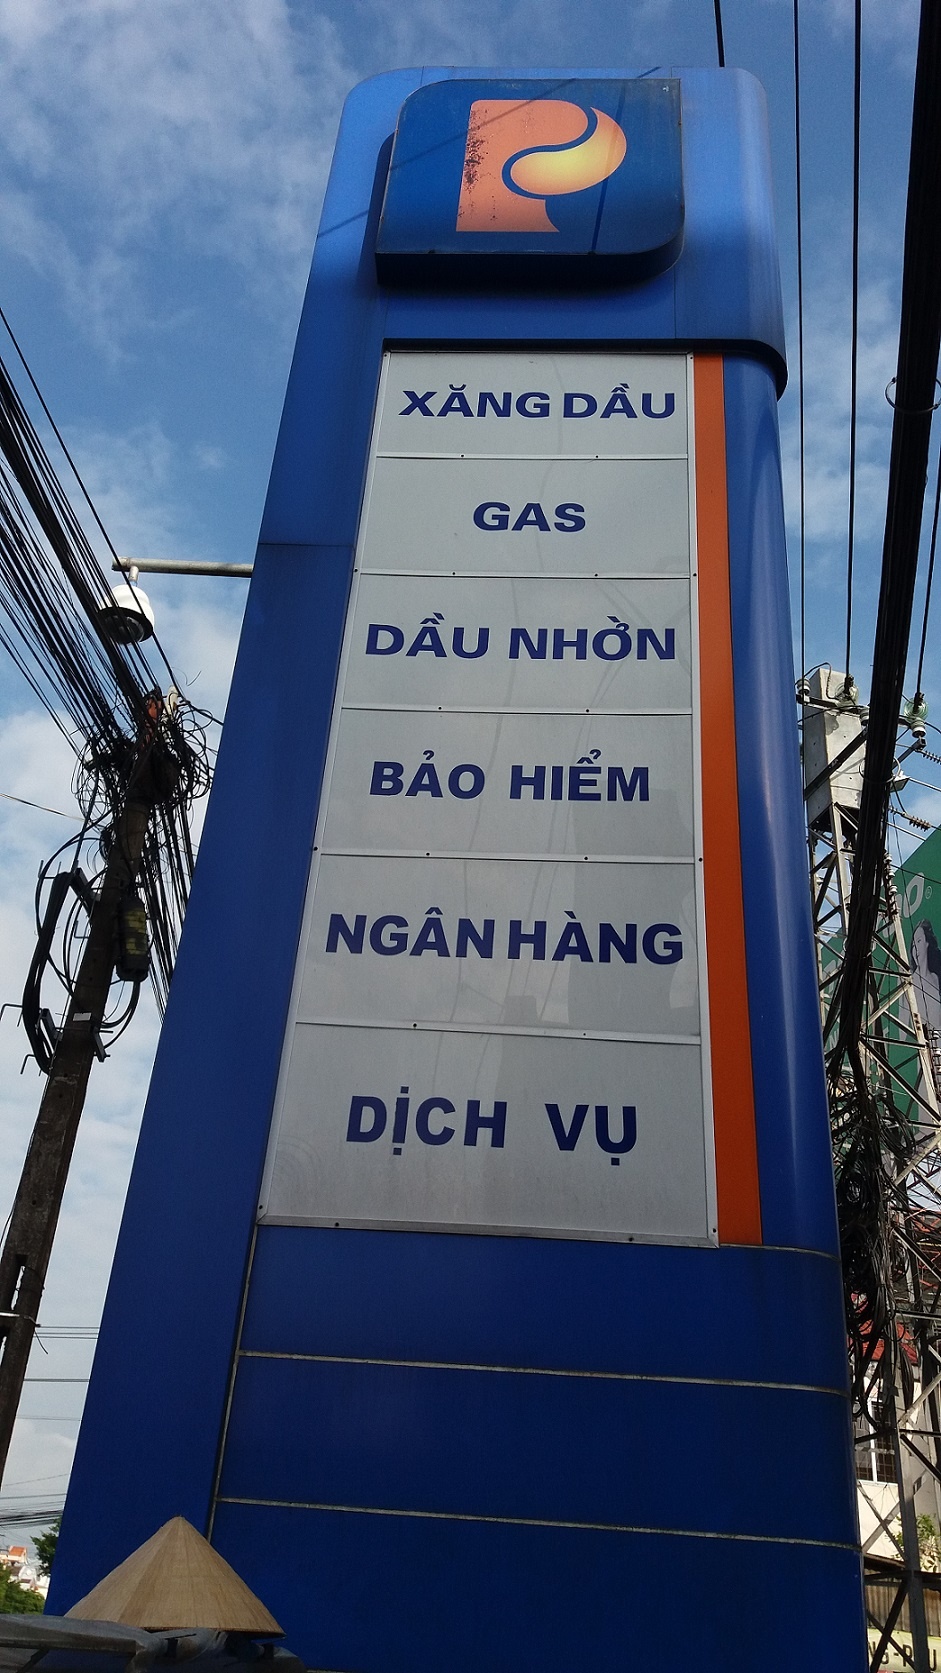 XĂNG DẦU
GAS
DẦU NHỜN
BẢO HIỂM
NGÂN HÀNG
DỊCH VỤ